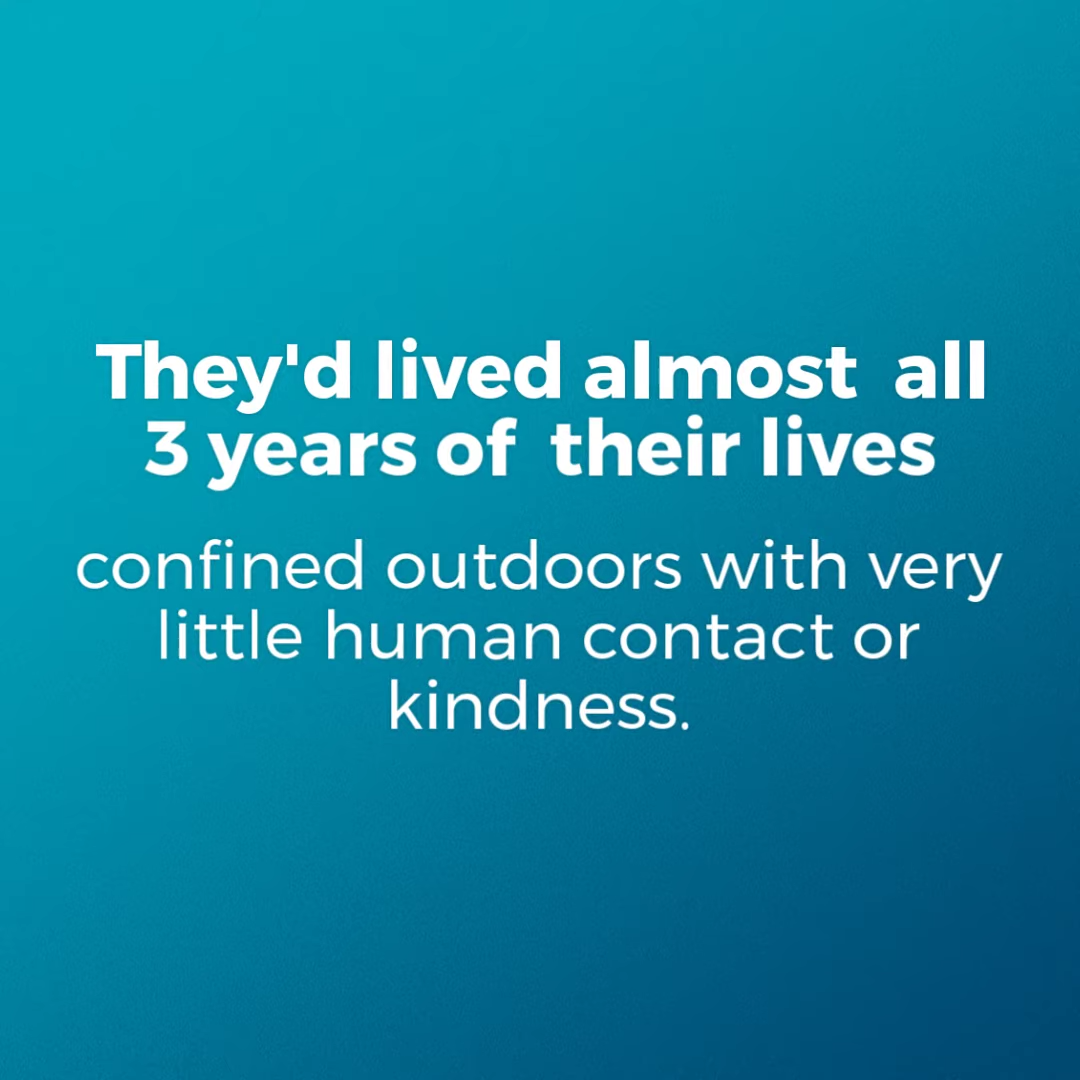 They'd lived almost  all
3 years of  their lives
confined outdoors with very
little human contact or
kindness.